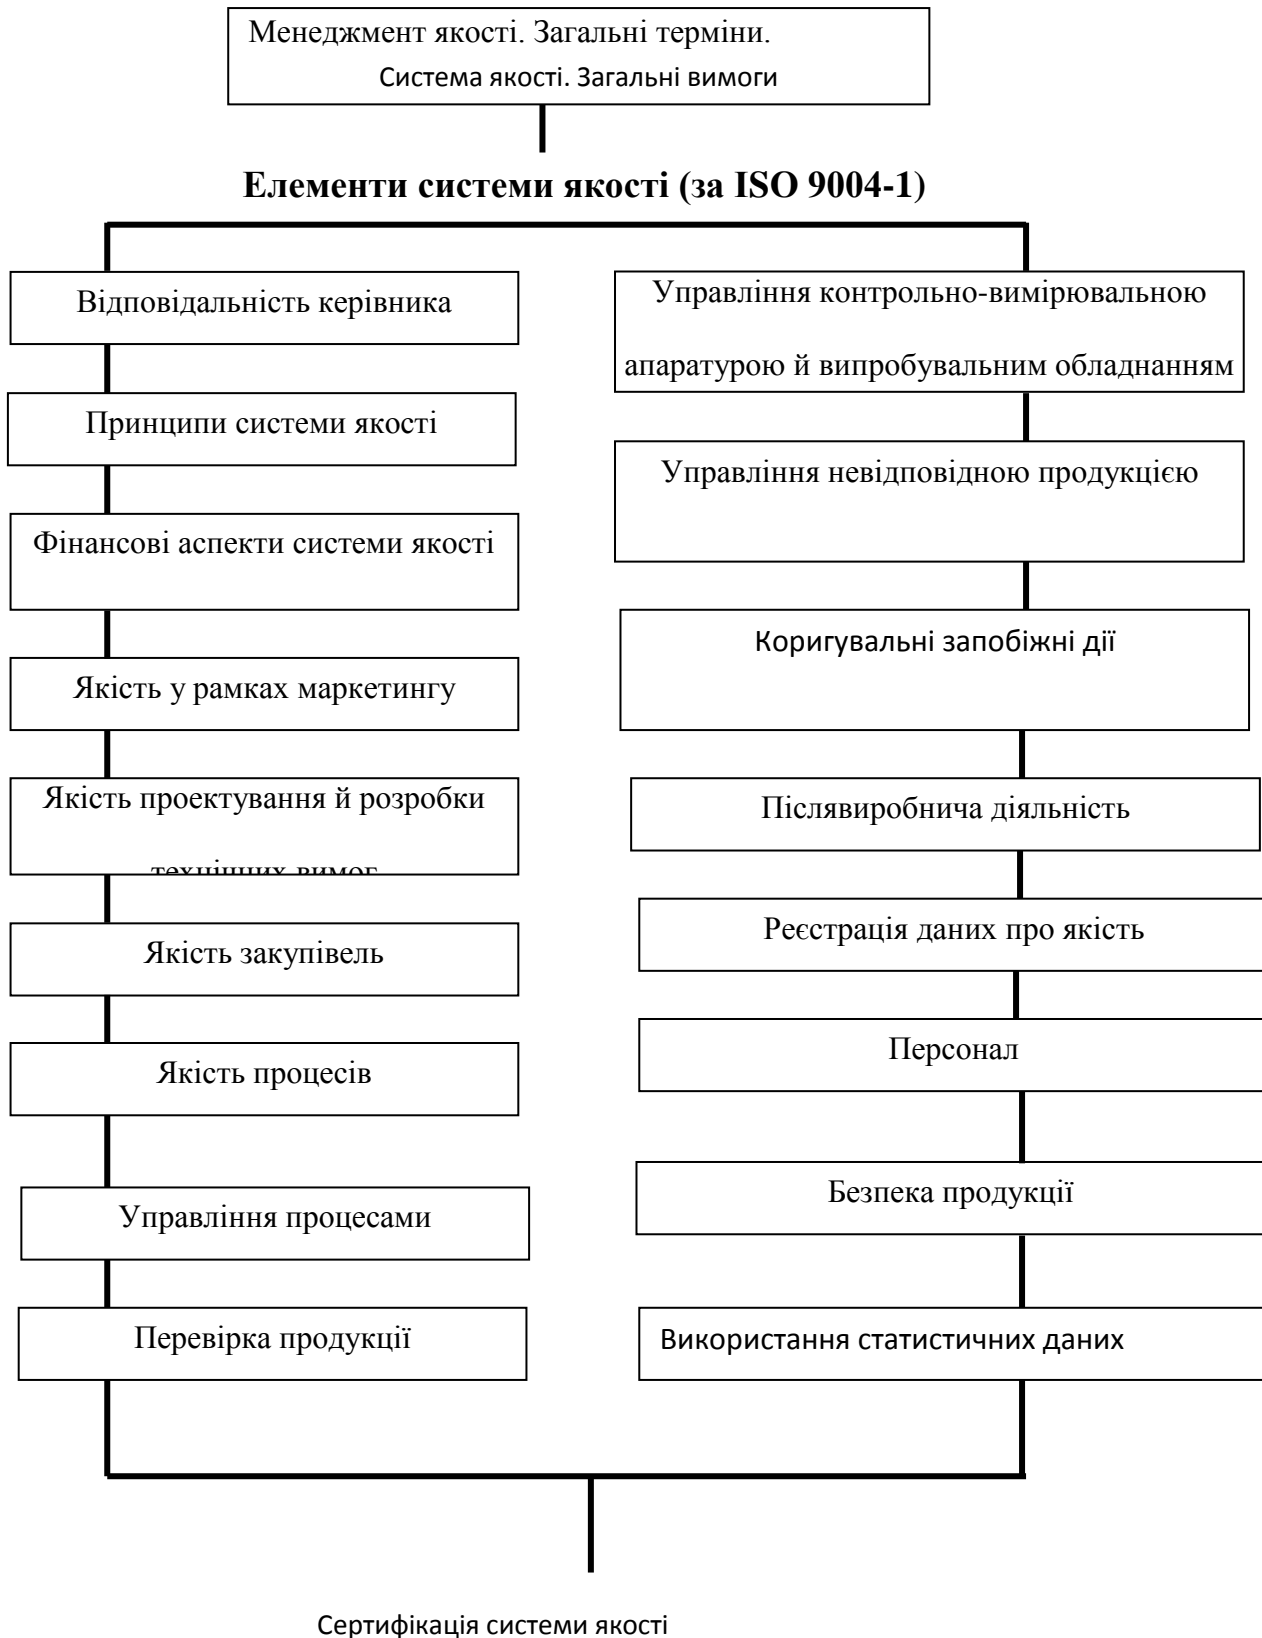 Менеджмент якості. Загальні терміни.
Система якості. Загальні вимоги
Елементи системи якості (за ISO 9004-1)
Відповідальність керівника
Принципи системи якості
Фінансові аспекти системи якості
Якість у рамках маркетингу
Якість проектування й розробки
технічних вимог
Якість закупівель
Якість процесів
Управління процесами
Перевірка продукції
Управління контрольно-вимірювальною
апаратурою й випробувальним обладнанням
Управління невідповідною продукцією
Коригувальні запобіжні дії
Післявиробнича діяльність
Реєстрація даних про якість
Персонал
Безпека продукції
Використання статистичних даних
Сертифікація системи якості